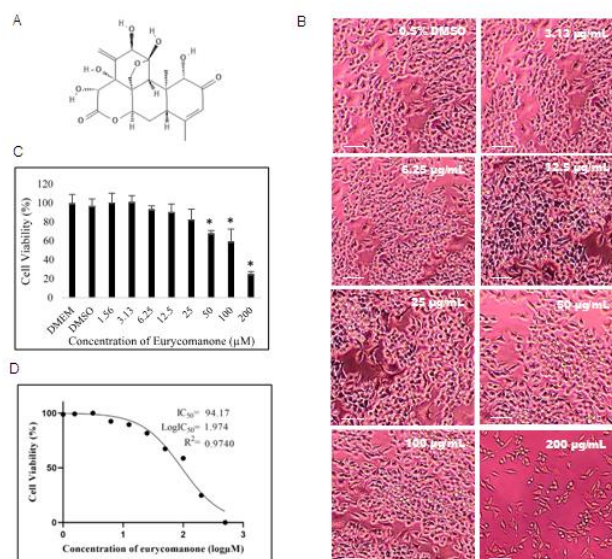 A
B
C
D
H
O
O
H
O
H
O
H
H
O
H
O
H
O
H
O
O
H
H
0.5% DMSO
3.13 µg/mL
6.25 µg/mL
12.5 µg/mL
25 µg/mL
50 µg/mL
100 µg/mL
200 µg/mL
Cell Viability (%)
120
100
80
60
40
20
0
*
*
*
DMEM
DMSO
1.56
3.13
6.25
12.5
25
50
100
200
Concentration of Eurycomanone (µM)
Cell Viability (%)
100
50
0
IC50= 94.17
LogIC50= 1.974
R2= 0.9740
0
1
2
3
Concentration of eurycomanone (logµM)